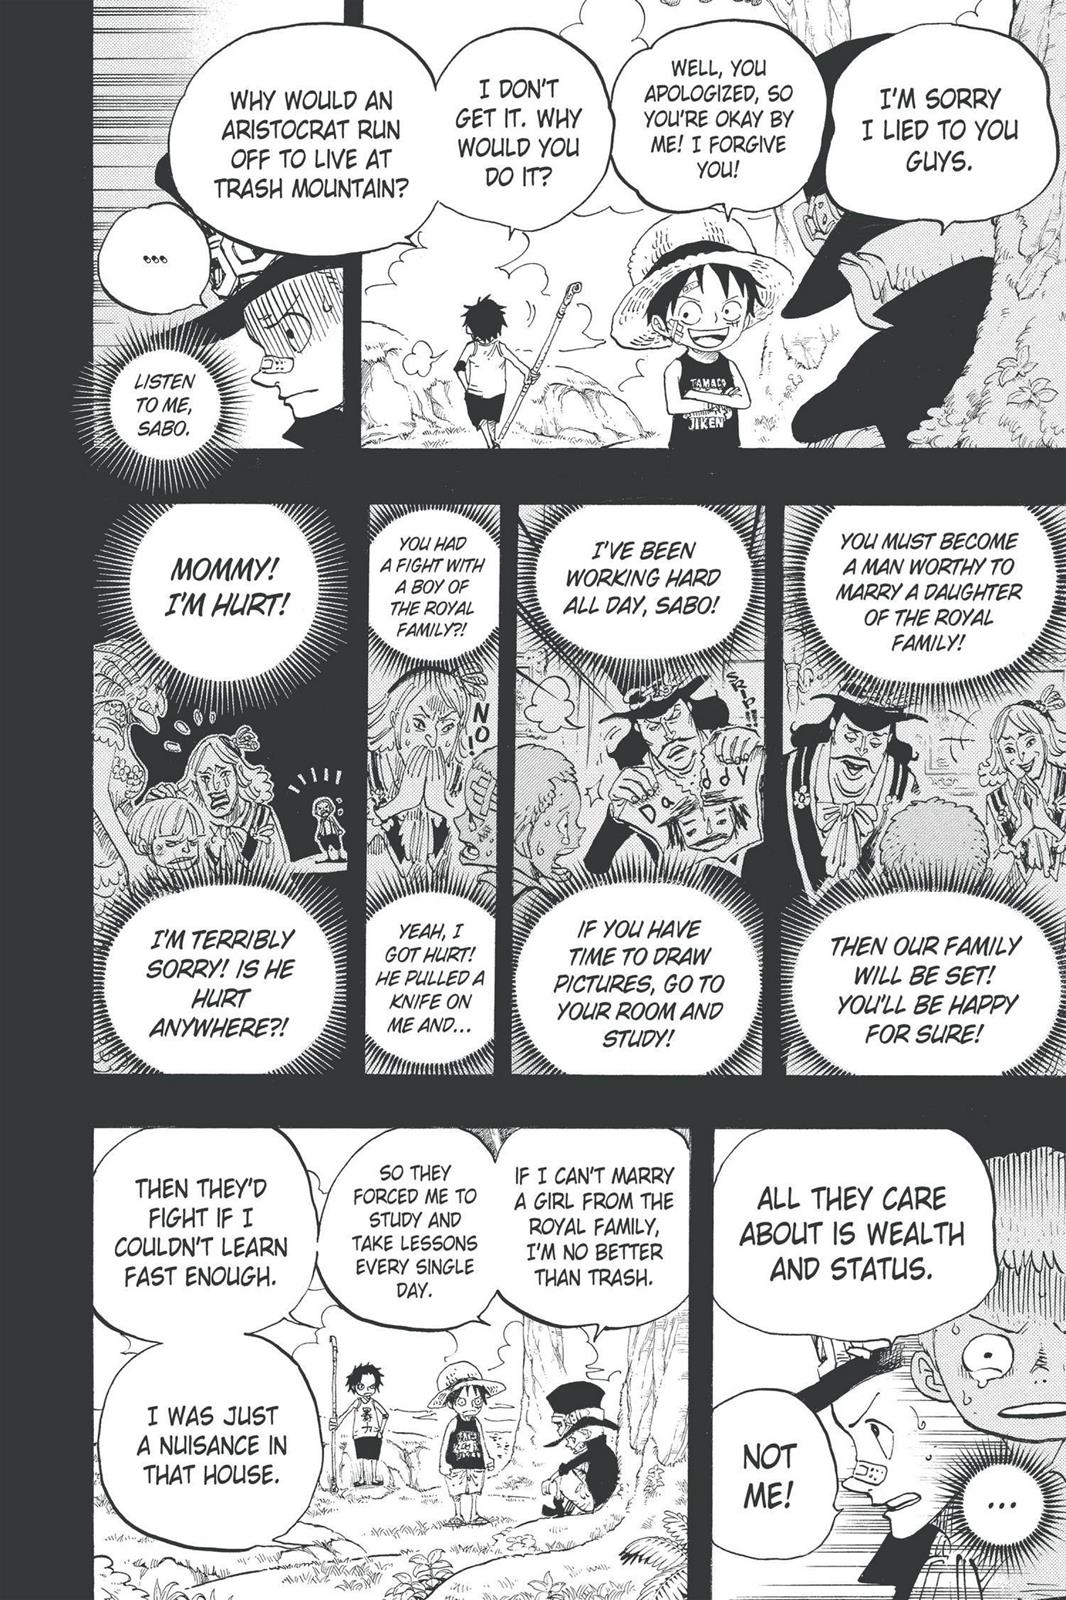 I'M SORRY
I LIED TO YOU
GUYS.
WELL, YOU
APOLOGIZED, SO
YOU'RE OKAY BY
ME! I FORGIVE
YOU!
I DON'T
GET IT. WHY
WOULD YOU
DO IT?
WHY WOULD AN
ARISTOCRAT RUN
OFF TO LIVE AT
TRASH MOUNTAIN?
TAMACO
JIKEN
...
LISTEN
TO ME,
SABO.
YOU MUST BECOME
A MAN WORTHY TO
MARRY A DAUGHTER
OF THE ROYAL
FAMILY!
THEN OUR FAMILY
WILL BE SET!
YOU'LL BE HAPPY
FOR SURE!
I'VE BEEN
WORKING HARD
ALL DAY, SABO!
RRIP!!
Daddy
IF YOU HAVE
TIME TO DRAW
PICTURES, GO TO
YOUR ROOM AND
STUDY!
YOU HAD
A FIGHT WITH
A BOY OF
THE ROYAL
FAMILY?!
NO!
YEAH, I
GOT HURT!
HE PULLED A
KNIFE ON
ME AND...
MOMMY!
I'M HURT!
I'M TERRIBLY
SORRY! IS HE
HURT
ANYWHERE?!
ALL THEY CARE
ABOUT IS WEALTH
AND STATUS.
...
NOT
ME!
IF I CAN'T MARRY
A GIRL FROM THE
ROYAL FAMILY,
I'M NO BETTER
THAN TRASH.
SO THEY
FORCED ME TO
STUDY AND
TAKE LESSONS
EVERY SINGLE
DAY.
THEN THEY'D
FIGHT IF I
COULDN'T LEARN
FAST ENOUGH.
I WAS JUST
A NUISANCE IN
THAT HOUSE.